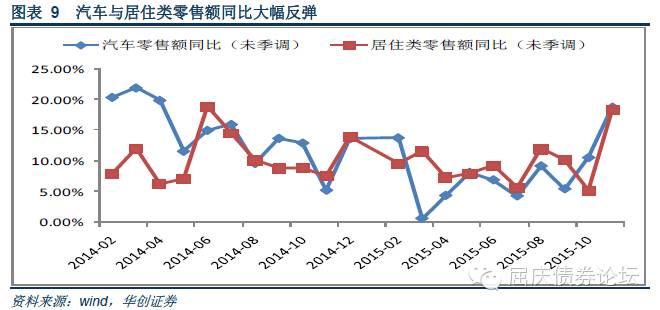 图表 9 汽车与居住类零售额同比大幅反弹
汽车零售额同比（未季调） 居住类零售额同比（未季调）
25.00%
20.00%
15.00%
10.00%
5.00%
0.00%
2014-02 2014-04 2014-06 2014-08 2014-10 2014-12 2015-02 2015-04 2015-06 2015-08 2015-10
屈庆债券论坛
资料来源：wind，华创证券